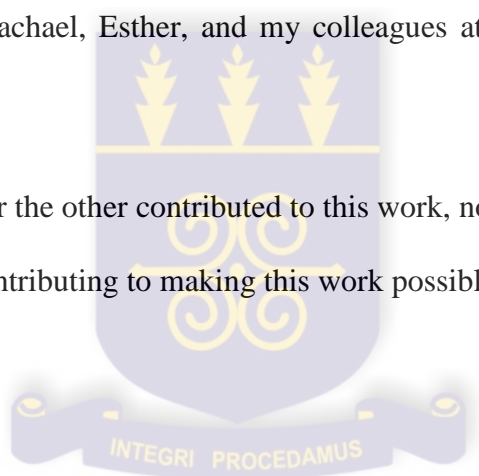 achael, Esther, and my colleagues at
r the other contributed to this work, no
ntributing to making this work possibl
INTEGRI PROCEDAMUS